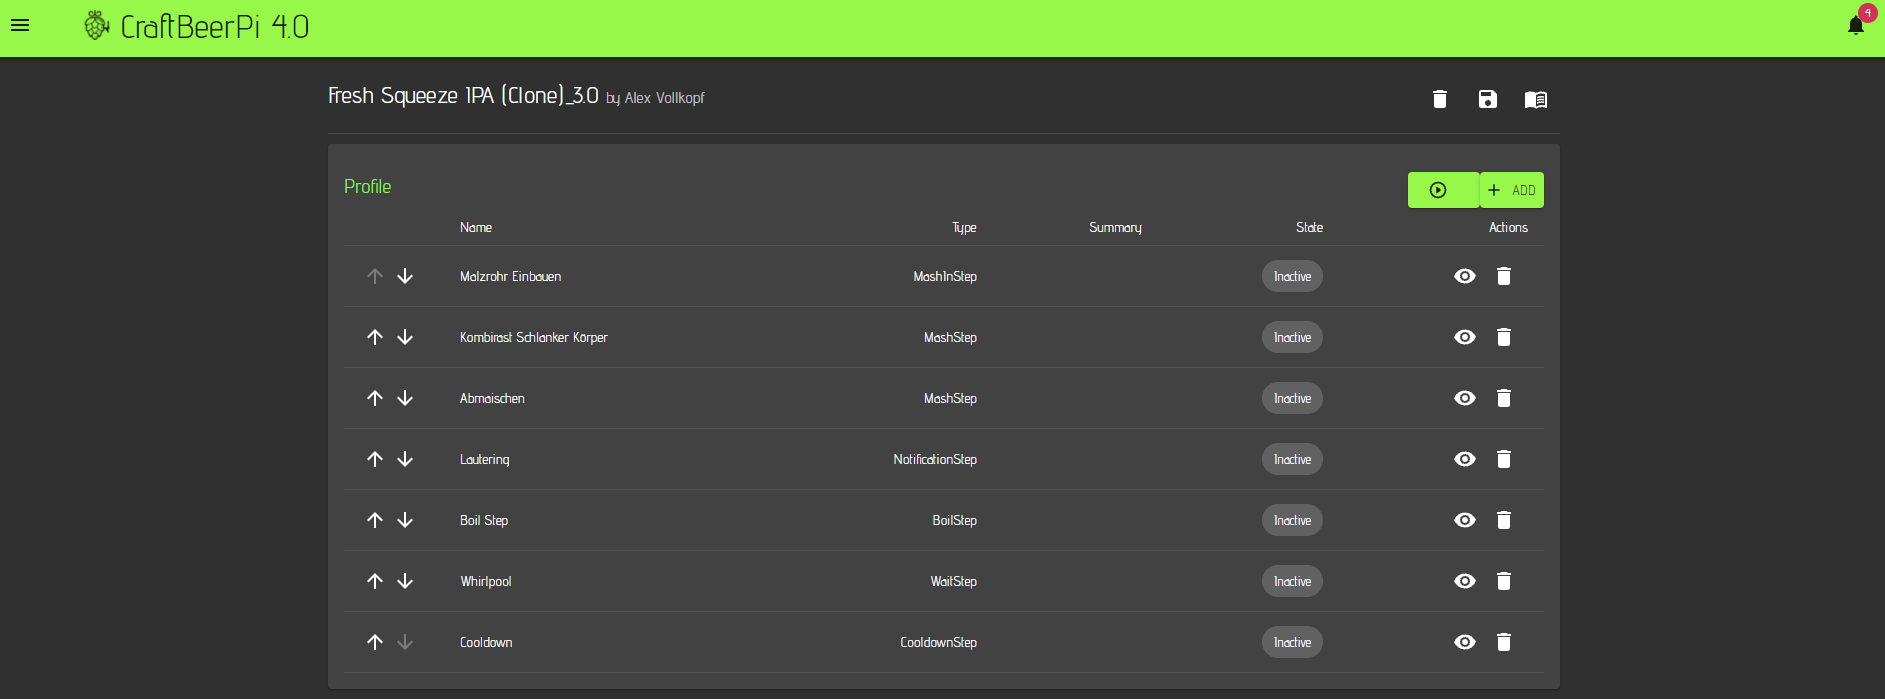 CraftBeerPi 4.0
4
Fresh Squeeze IPA (Clone)_3.0 by Alex Vollkopf
Profile
ADD
Name Type Summary State Actions
Malzrohr Einbauen MashInStep Inactive
Kombirast Schlanker Körper MashStep Inactive
Abmaischen MashStep Inactive
Lautering NotificationStep Inactive
Boil Step BoilStep Inactive
Whirlpool WaitStep Inactive
Cooldown CooldownStep Inactive